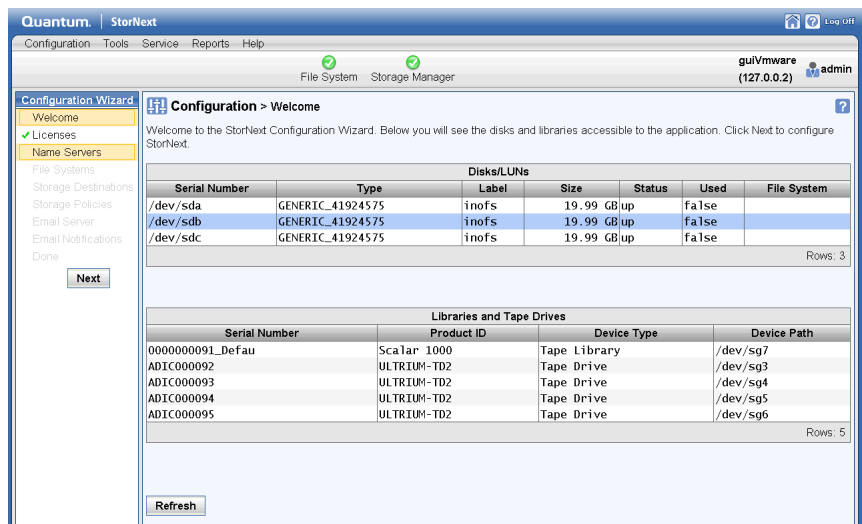 Quantum. StorNext Log Off
Configuration Tools Service Reports Help
File System Storage Manager
guiVmware
(127.0.0.2)
admin
Configuration Wizard
Welcome
Licenses
Name Servers
File Systems
Storage Destinations
Storage Policies
Email Server
Email Notifications
Done
Next
Configuration > Welcome
?
Welcome to the StorNext Configuration Wizard. Below you will see the disks and libraries accessible to the application. Click Next to configure
StorNext.
Disks/LUNs
Serial Number Type Label Size Status Used File System
/dev/sda GENERIC_41924575 inofs 19.99 GB up false
/dev/sdb GENERIC_41924575 inofs 19.99 GB up false
/dev/sdc GENERIC_41924575 inofs 19.99 GB up false
Rows: 3
Libraries and Tape Drives
Serial Number Product ID Device Type Device Path
0000000091_Defau Scalar 1000 Tape Library /dev/sg7
ADIC000092 ULTRIUM-TD2 Tape Drive /dev/sg3
ADIC000093 ULTRIUM-TD2 Tape Drive /dev/sg4
ADIC000094 ULTRIUM-TD2 Tape Drive /dev/sg5
ADIC000095 ULTRIUM-TD2 Tape Drive /dev/sg6
Rows: 5
Refresh